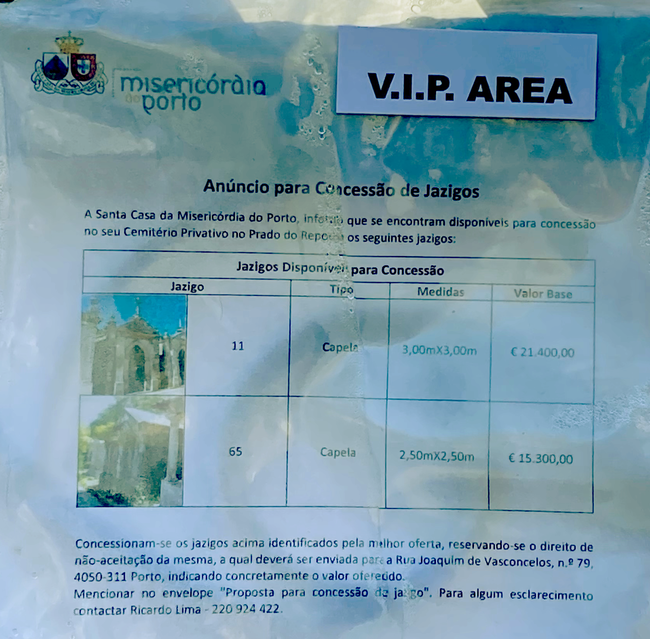 misericórdia
do porto
V.I.P. AREA
Anúncio para Concessão de Jazigos
A Santa Casa da Misericórdia do Porto, informa que se encontram disponíveis para concessão
no seu Cemitério Privativo no Prado do Repouso os seguintes jazigos:
Jazigos Disponíveis para Concessão
Jazigo Tipo Medidas Valor Base
11 Capela 3,00mX3,00m € 21.400,00
65 Capela 2,50mX2,50m € 15.300,00
Concessionam-se os jazigos acima identificados pela melhor oferta, reservando-se o direito de
não-aceitação da mesma, a qual deverá ser enviada para a Rua Joaquim de Vasconcelos, n.º 79,
4050-311 Porto, indicando concretamente o valor oferecido.
Mencionar no envelope "Proposta para concessão de jazigo". Para algum esclarecimento
contactar Ricardo Lima - 220 924 422.